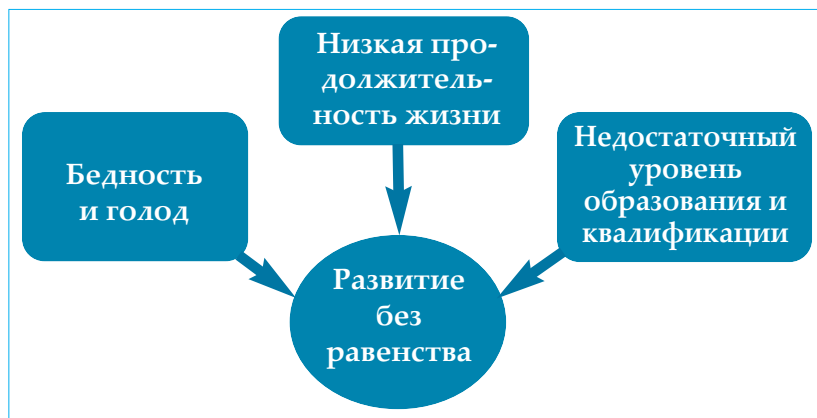 Низкая про-
должитель-
ность жизни
Бедность
и голод
Недостаточный
уровень
образования и
квалификации
Развитие
без
равенства